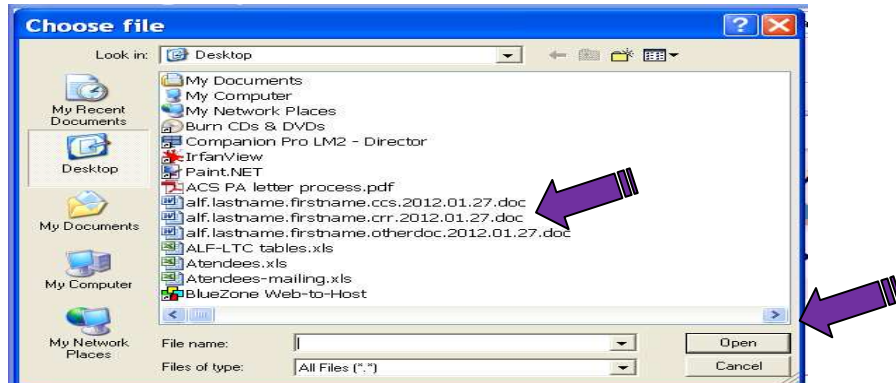 Choose file
Look in: Desktop
My Recent Documents
Desktop
My Documents
My Computer
My Network Places
My Documents
My Computer
My Network Places
Burn CDs & DVDs
Companion Pro LM2 - Director
IrfanView
Paint.NET
ACS PA letter process.pdf
alf.lastname.firstname.ccs.2012.01.27.doc
alf.lastname.firstname.crr.2012.01.27.doc
alf.lastname.firstname.otherdoc.2012.01.27.doc
ALF-LTC tables.xls
Atendees.xls
Atendees-mailing.xls
BlueZone Web-to-Host
File name:
Open
Files of type: All Files (*.*)
Cancel